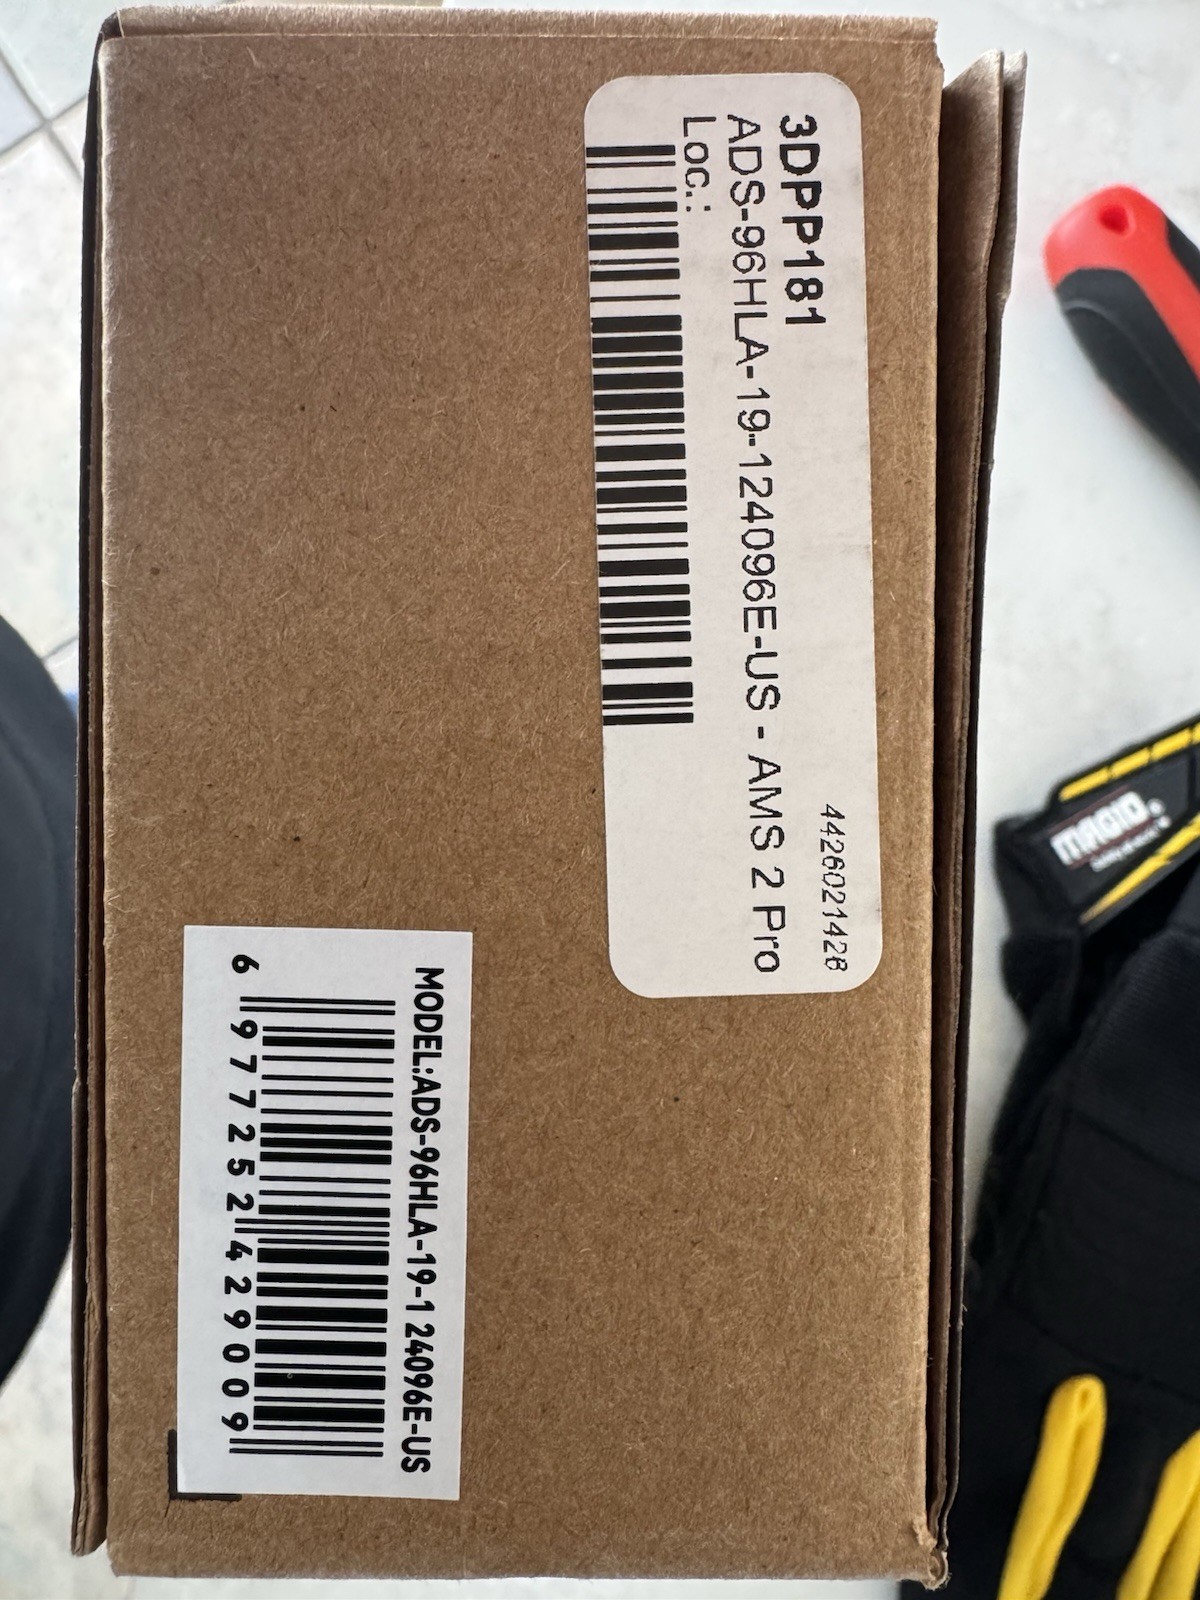 3DPP181
ADS-96HLA-19-124096E-US - AMS 2 Pro
Loc.:
4426021428
MODEL:ADS-96HLA-19-1 24096E-US
6 977252 429009